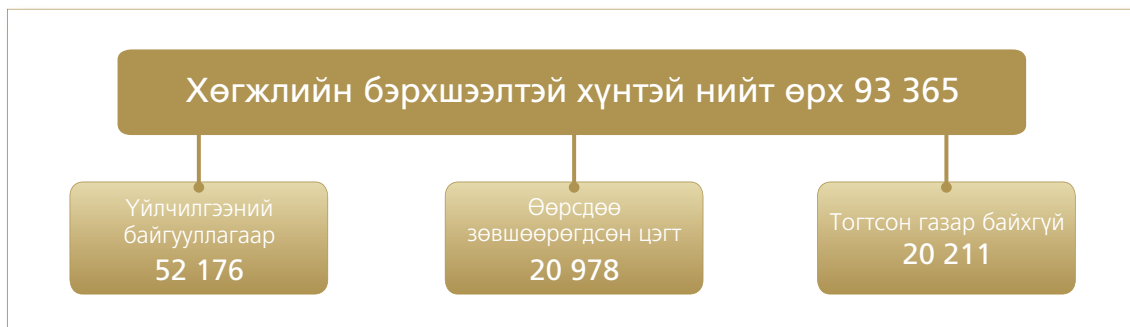 Хөгжлийн бэрхшээлтэй хүнтэй нийт өрх 93 365
Үйлчилгээний
байгууллагаар
52 176
Өөрсдөө
зөвшөөрөгдсөн цэгт
20 978
Тогтсон газар байхгүй
20 211